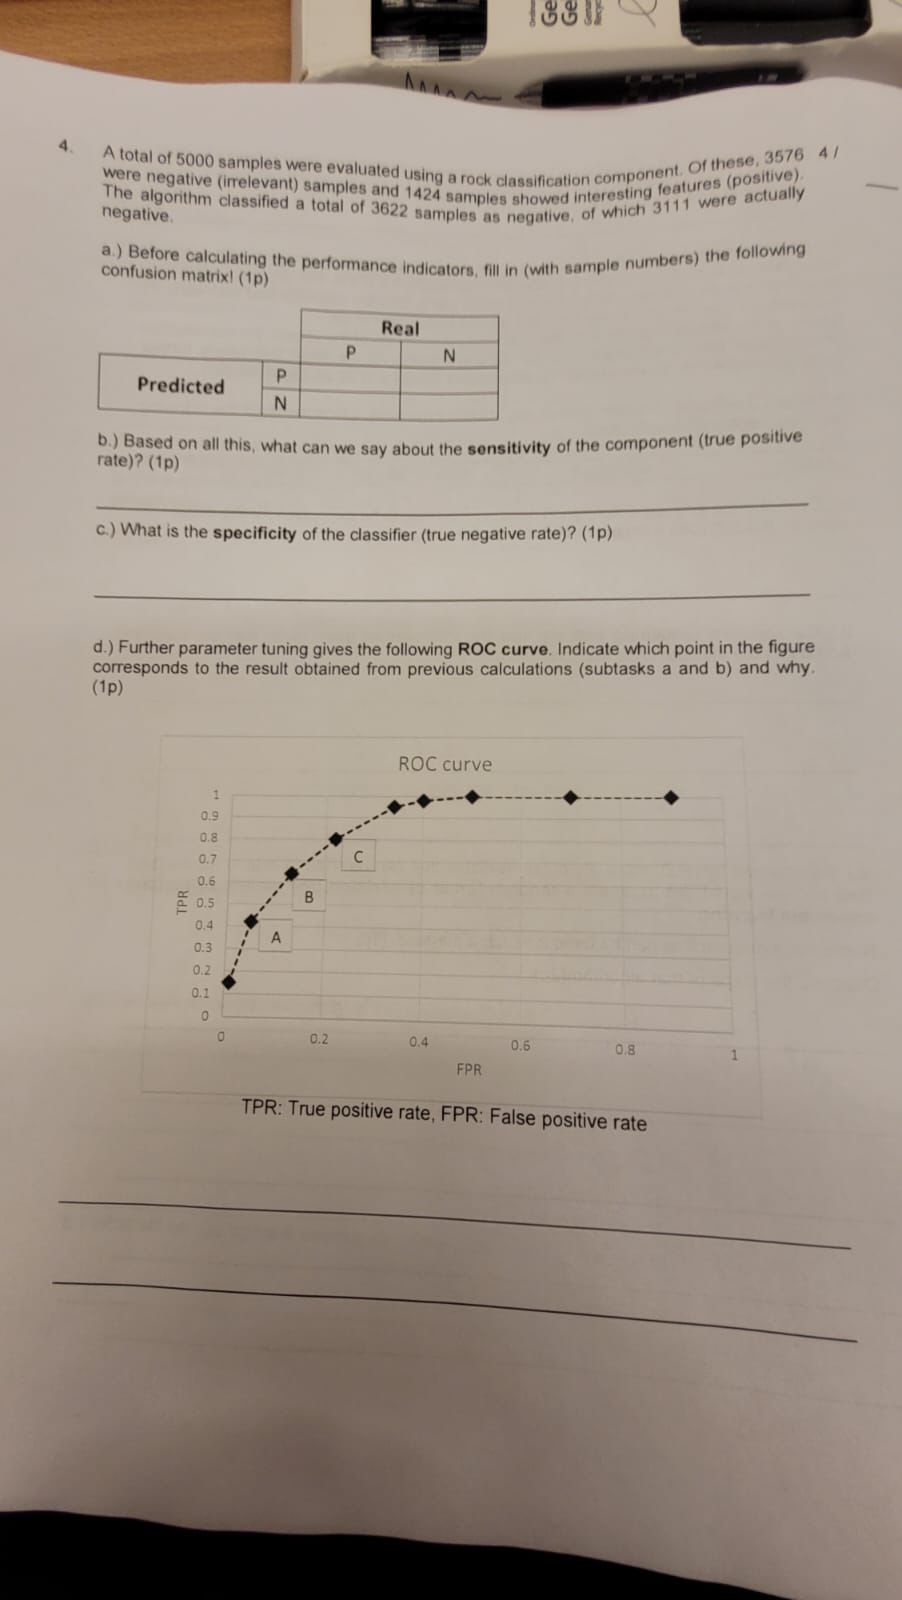 Ge
Ge
4.
4 /
A total of 5000 samples were evaluated using a rock classification component. Of these, 3576
were negative (irrelevant) samples and 1424 samples showed interesting features (positive).
The algorithm classified a total of 3622 samples as negative, of which 3111 were actually
negative.
a.) Before calculating the performance indicators, fill in (with sample numbers) the following
confusion matrix! (1p)
Real
P N
Predicted P
N
b.) Based on all this, what can we say about the sensitivity of the component (true positive
rate)? (1p)
c.) What is the specificity of the classifier (true negative rate)? (1p)
d.) Further parameter tuning gives the following ROC curve. Indicate which point in the figure
corresponds to the result obtained from previous calculations (subtasks a and b) and why.
(1p)
ROC curve
1
0.9
0.8
0.7
0.6
0.5
0.4
0.3
0.2
0.1
0
TPR
C
B
A
0 0.2 0.4 0.6 0.8 1
FPR
TPR: True positive rate, FPR: False positive rate